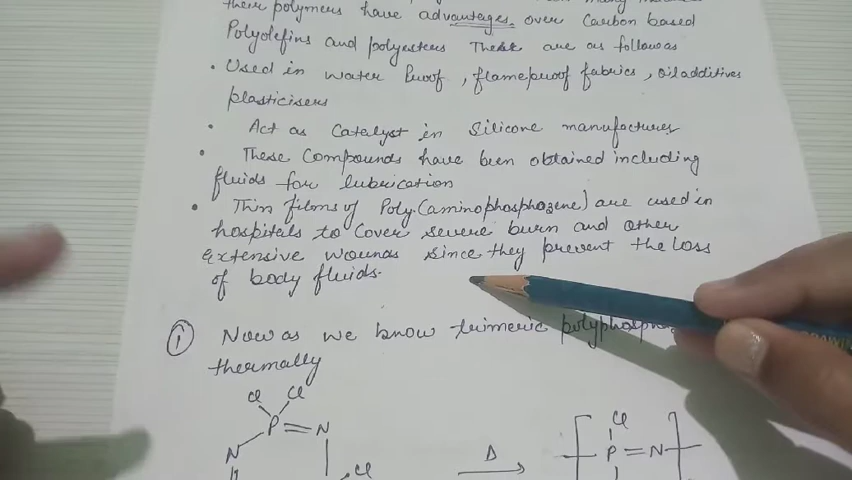 their polymers have advantages over Carbon based
Polyolefins and polyesters These are as follows
• Used in water Proof, flameproof fabrics, oil additives
plasticisers
• Act as Catalyst in Silicone manufactures
• These Compounds have been obtained including
fluids for lubrication
• Thin films of Poly(aminophosphazene) are used in
hospitals to Cover severe burn and other
extensive wounds since they prevent the loss
of body fluids.
① Now as we know trimeric
thermally
Cl Cl Cl
P = N P = N
N Δ
Cl